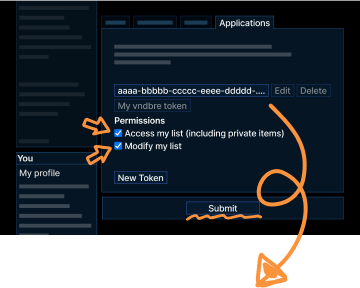 Applications
aaaa-bbbbb-ccccc-eeee-ddddd-.... Edit Delete
My vndbre token
Permissions
Access my list (including private items)
Modify my list
You
My profile
New Token
Submit